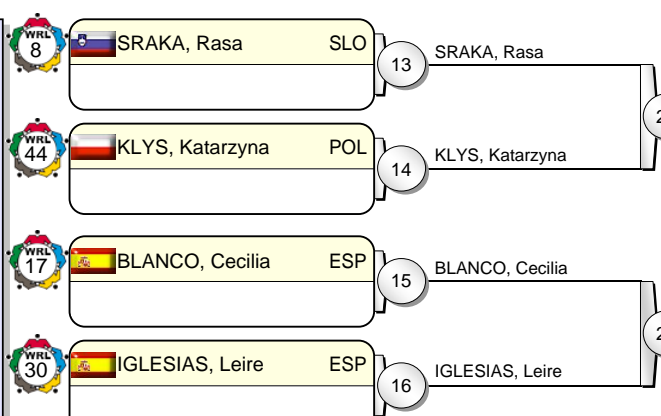 WRL
8
SRAKA, Rasa SLO
13
SRAKA, Rasa
WRL
44
KLYS, Katarzyna POL
14
KLYS, Katarzyna
WRL
17
BLANCO, Cecilia ESP
15
BLANCO, Cecilia
WRL
30
IGLESIAS, Leire ESP
16
IGLESIAS, Leire